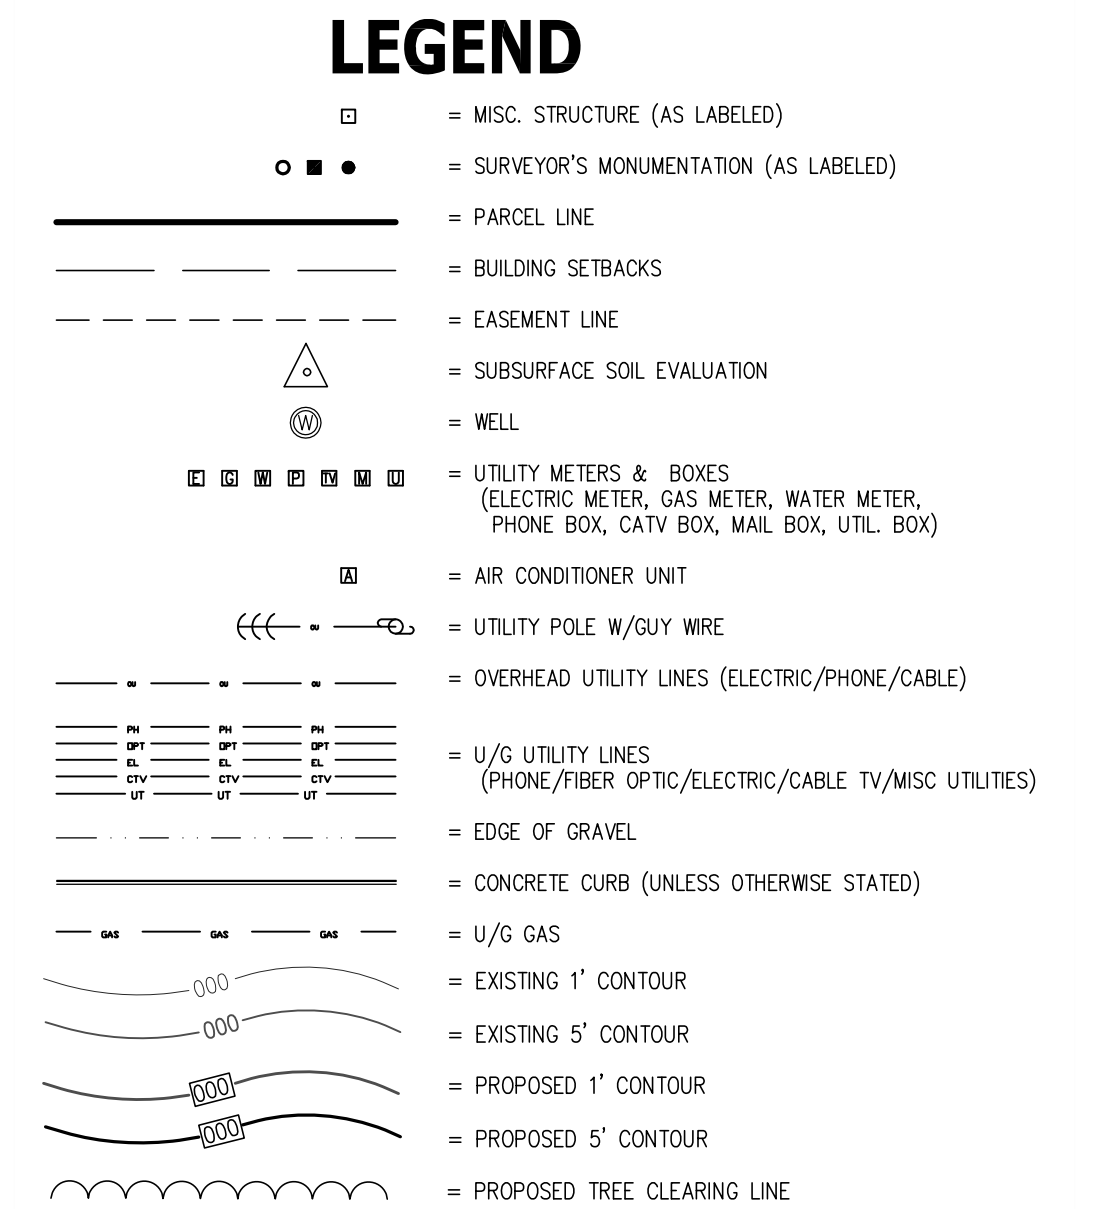 LEGEND
= MISC. STRUCTURE (AS LABELED)
= SURVEYOR'S MONUMENTATION (AS LABELED)
= PARCEL LINE
= BUILDING SETBACKS
= EASEMENT LINE
= SUBSURFACE SOIL EVALUATION
W = WELL
E G W P TV M U = UTILITY METERS & BOXES
(ELECTRIC METER, GAS METER, WATER METER,
PHONE BOX, CATV BOX, MAIL BOX, UTIL. BOX)
A = AIR CONDITIONER UNIT
OU = UTILITY POLE W/GUY WIRE
OU OU OU = OVERHEAD UTILITY LINES (ELECTRIC/PHONE/CABLE)
PH PH PH
OPT OPT OPT
= U/G UTILITY LINES
EL EL EL
CTV CTV CTV (PHONE/FIBER OPTIC/ELECTRIC/CABLE TV/MISC UTILITIES)
UT UT UT
= EDGE OF GRAVEL
= CONCRETE CURB (UNLESS OTHERWISE STATED)
GAS GAS GAS = U/G GAS
000 = EXISTING 1' CONTOUR
000 = EXISTING 5' CONTOUR
000 = PROPOSED 1' CONTOUR
000 = PROPOSED 5' CONTOUR
= PROPOSED TREE CLEARING LINE